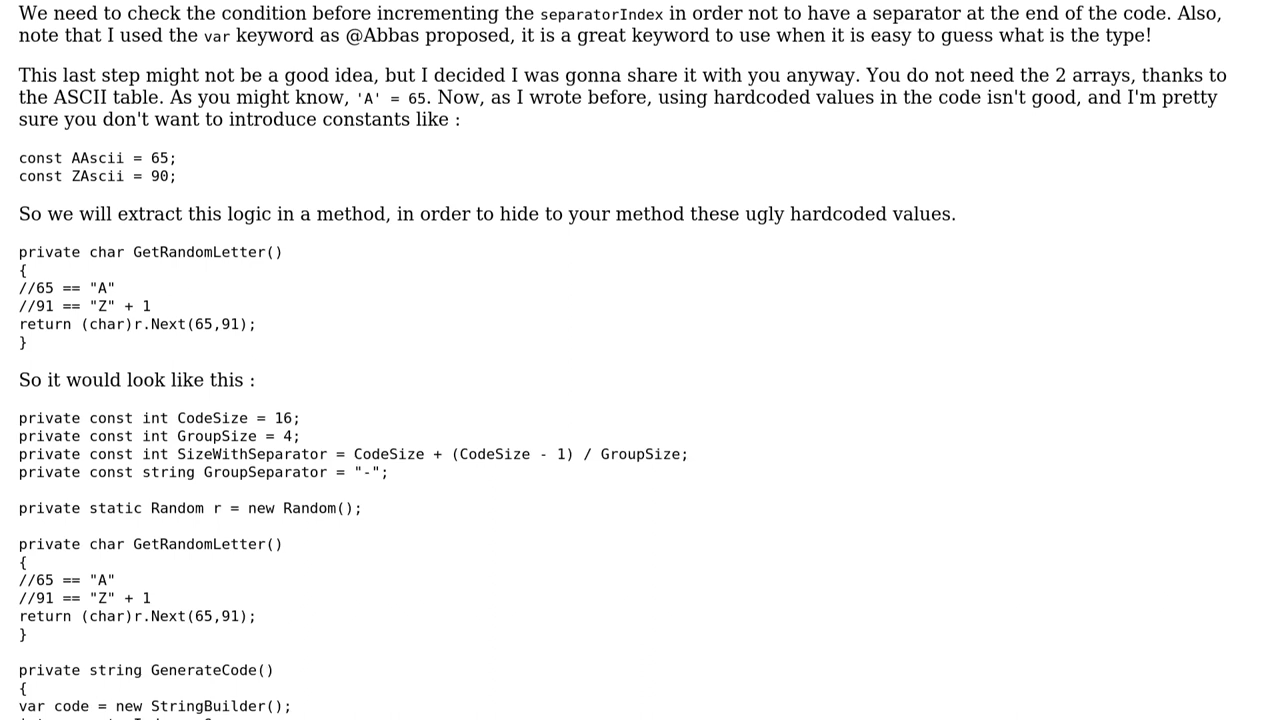 We need to check the condition before incrementing the separatorIndex in order not to have a separator at the end of the code. Also,
note that I used the var keyword as @Abbas proposed, it is a great keyword to use when it is easy to guess what is the type!
This last step might not be a good idea, but I decided I was gonna share it with you anyway. You do not need the 2 arrays, thanks to
the ASCII table. As you might know, 'A' = 65. Now, as I wrote before, using hardcoded values in the code isn't good, and I'm pretty
sure you don't want to introduce constants like :
const AAscii = 65;
const ZAscii = 90;
So we will extract this logic in a method, in order to hide to your method these ugly hardcoded values.
private char GetRandomLetter()
{
//65 == "A"
//91 == "Z" + 1
return (char)r.Next(65,91);
}
So it would look like this :
private const int CodeSize = 16;
private const int GroupSize = 4;
private const int SizeWithSeparator = CodeSize + (CodeSize - 1) / GroupSize;
private const string GroupSeparator = "-";
private static Random r = new Random();
private char GetRandomLetter()
{
//65 == "A"
//91 == "Z" + 1
return (char)r.Next(65,91);
}
private string GenerateCode()
{
var code = new StringBuilder();